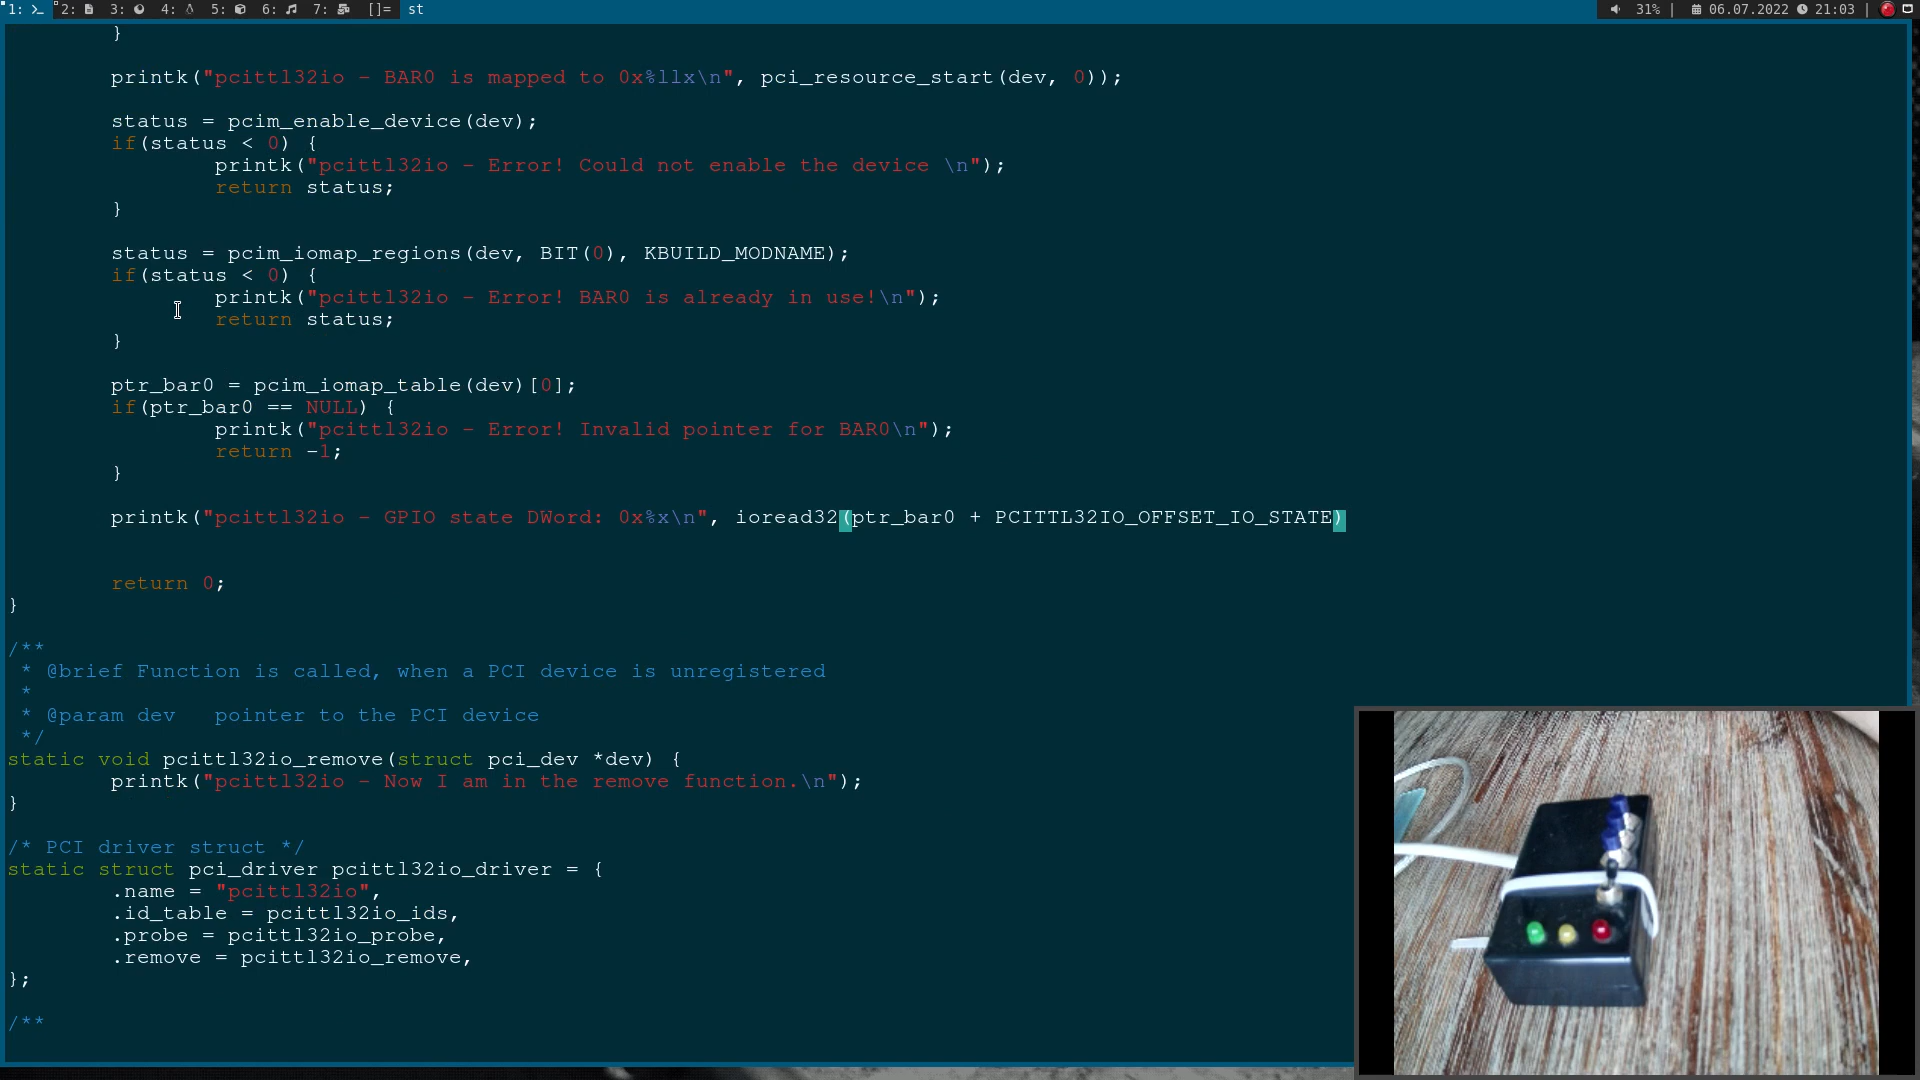 1: 2: 3: 4: 5: 6: 7: []= st 31% | 06.07.2022 21:03 |
}
printk("pcittl32io - BAR0 is mapped to 0x%llx\n", pci_resource_start(dev, 0));
status = pcim_enable_device(dev);
if(status < 0) {
printk("pcittl32io - Error! Could not enable the device \n");
return status;
}
status = pcim_iomap_regions(dev, BIT(0), KBUILD_MODNAME);
if(status < 0) {
printk("pcittl32io - Error! BAR0 is already in use!\n");
return status;
}
ptr_bar0 = pcim_iomap_table(dev)[0];
if(ptr_bar0 == NULL) {
printk("pcittl32io - Error! Invalid pointer for BAR0\n");
return -1;
}
printk("pcittl32io - GPIO state DWord: 0x%x\n", ioread32(ptr_bar0 + PCITTL32IO_OFFSET_IO_STATE)
return 0;
}
/**
* @brief Function is called, when a PCI device is unregistered
*
* @param dev   pointer to the PCI device
*/
static void pcittl32io_remove(struct pci_dev *dev) {
printk("pcittl32io - Now I am in the remove function.\n");
}
/* PCI driver struct */
static struct pci_driver pcittl32io_driver = {
.name = "pcittl32io",
.id_table = pcittl32io_ids,
.probe = pcittl32io_probe,
.remove = pcittl32io_remove,
};
/**